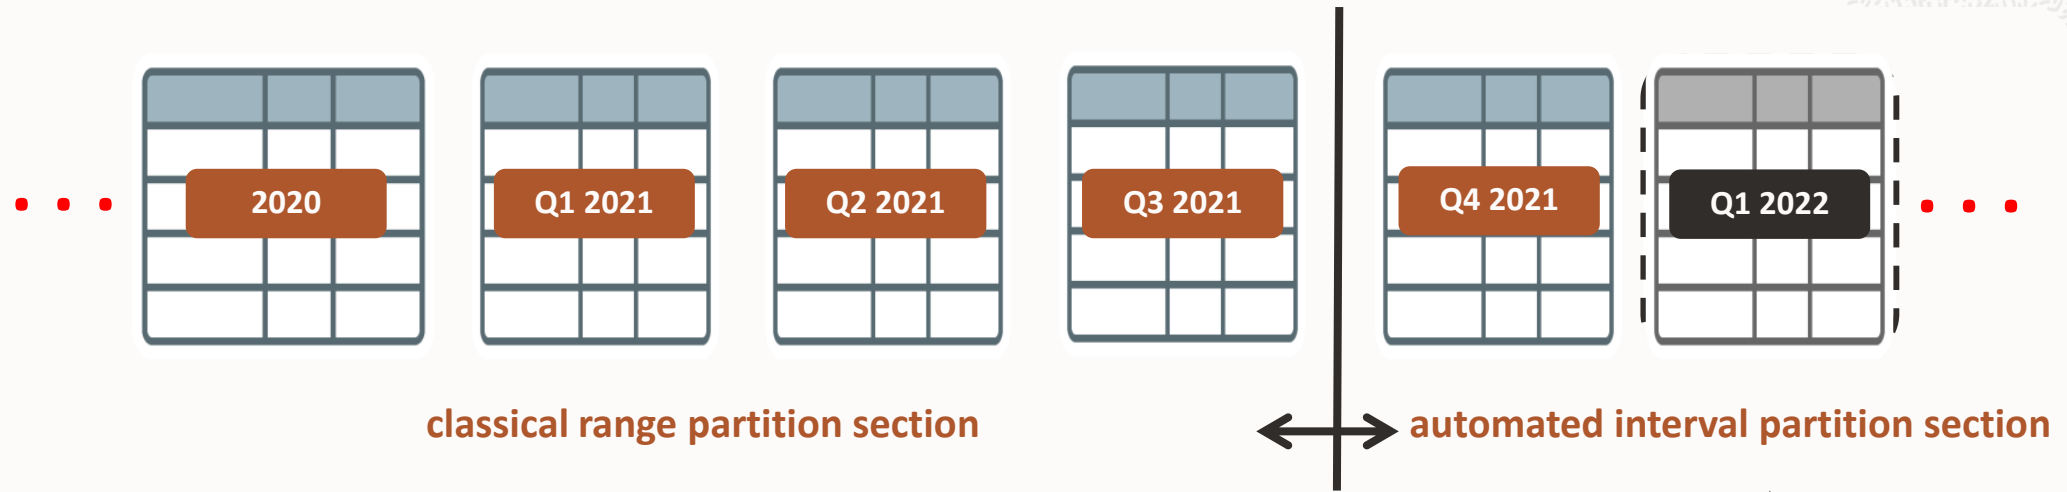 2020
Q1 2021
Q2 2021
Q3 2021
Q4 2021
Q1 2022
classical range partition section
automated interval partition section